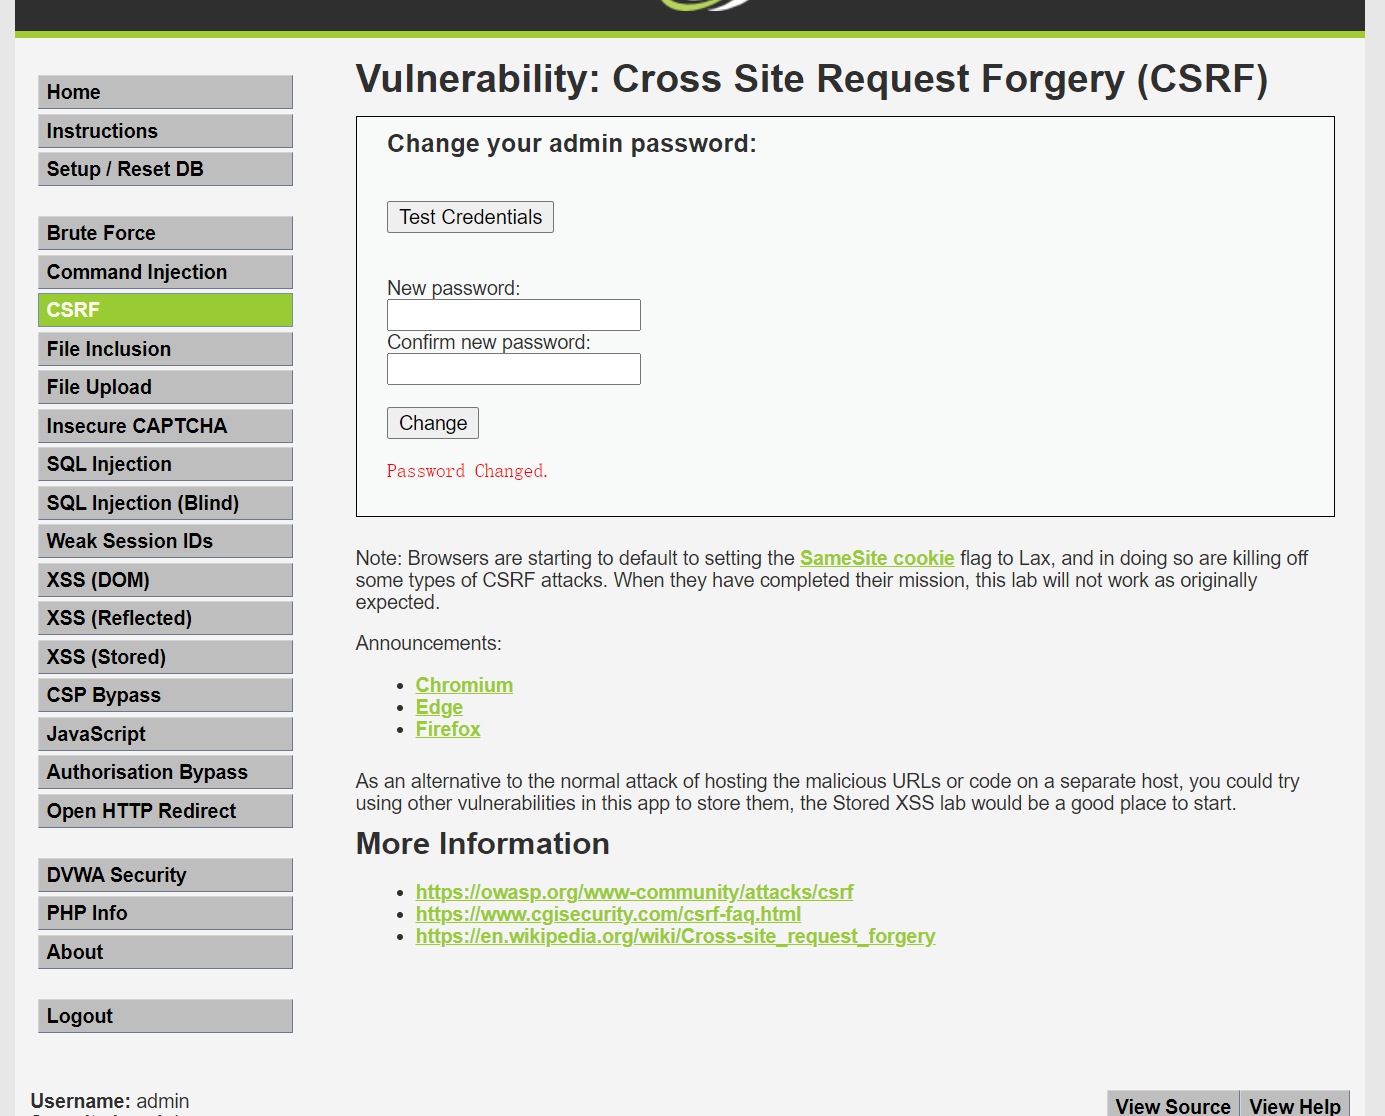 Home
Instructions
Setup / Reset DB
Brute Force
Command Injection
CSRF
File Inclusion
File Upload
Insecure CAPTCHA
SQL Injection
SQL Injection (Blind)
Weak Session IDs
XSS (DOM)
XSS (Reflected)
XSS (Stored)
CSP Bypass
JavaScript
Authorisation Bypass
Open HTTP Redirect
DVWA Security
PHP Info
About
Logout
Vulnerability: Cross Site Request Forgery (CSRF)
Change your admin password:
Test Credentials
New password:
Confirm new password:
Change
Password Changed.
Note: Browsers are starting to default to setting the SameSite cookie flag to Lax, and in doing so are killing off
some types of CSRF attacks. When they have completed their mission, this lab will not work as originally
expected.
Announcements:
Chromium
Edge
Firefox
As an alternative to the normal attack of hosting the malicious URLs or code on a separate host, you could try
using other vulnerabilities in this app to store them, the Stored XSS lab would be a good place to start.
More Information
https://owasp.org/www-community/attacks/csrf
https://www.cgisecurity.com/csrf-faq.html
https://en.wikipedia.org/wiki/Cross-site_request_forgery
Username: admin
View Source View Help